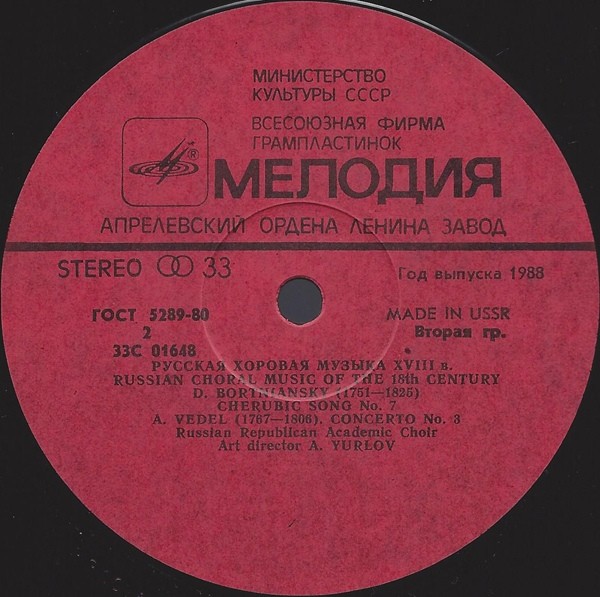 МИНИСТЕРСТВО
КУЛЬТУРЫ СССР
ВСЕСОЮЗНАЯ ФИРМА
ГРАМПЛАСТИНОК
®
МЕЛОДИЯ
АПРЕЛЕВСКИЙ ОРДЕНА ЛЕНИНА ЗАВОД
STEREO 33
Год выпуска 1988
ГОСТ 5289-80
MADE IN USSR
2
Вторая гр.
33С 01648
РУССКАЯ ХОРОВАЯ МУЗЫКА XVIII в.
RUSSIAN CHORAL MUSIC OF THE 18th CENTURY
D. BORTNIANSKY (1751—1825)
CHERUBIC SONG No. 7
A. VEDEL (1767—1806). CONCERTO No. 3
Russian Republican Academic Choir
Art director A. YURLOV